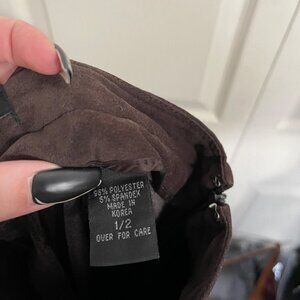 95% POLYESTER
5% SPANDEX
MADE IN
KOREA
1/2
OVER FOR CARE